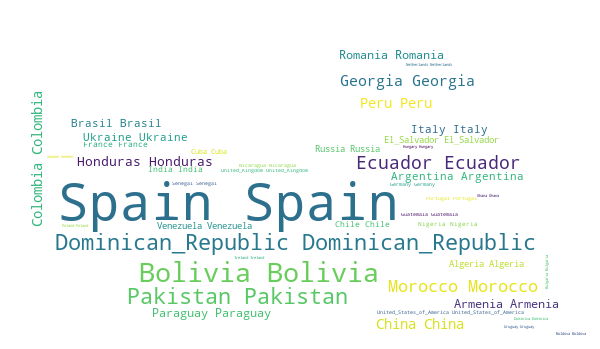 Romania Romania
Netherlands Netherlands
Georgia Georgia
Colombia Colombia
Peru Peru
Brasil Brasil
Italy Italy
Ukraine Ukraine
El_Salvador El_Salvador
France France
Hungary Hungary
Russia Russia
Cuba Cuba
Honduras Honduras
Ecuador Ecuador
Nicaragua Nicaragua
India India
United_Kingdom United_Kingdom
Argentina Argentina
Senegal Senegal
Germany Germany
Spain Spain
Ghana Ghana
Portugal Portugal
Guatemala Guatemala
Venezuela Venezuela
Chile Chile
Nigeria Nigeria
Dominican_Republic Dominican_Republic
Ireland Ireland
Bolivia Bolivia
Algeria Algeria
Bulgaria Bulgaria
Morocco Morocco
Pakistan Pakistan
Armenia Armenia
Paraguay Paraguay
United_States_of_America United_States_of_America
China China
Uruguay Uruguay
Moldova Moldova